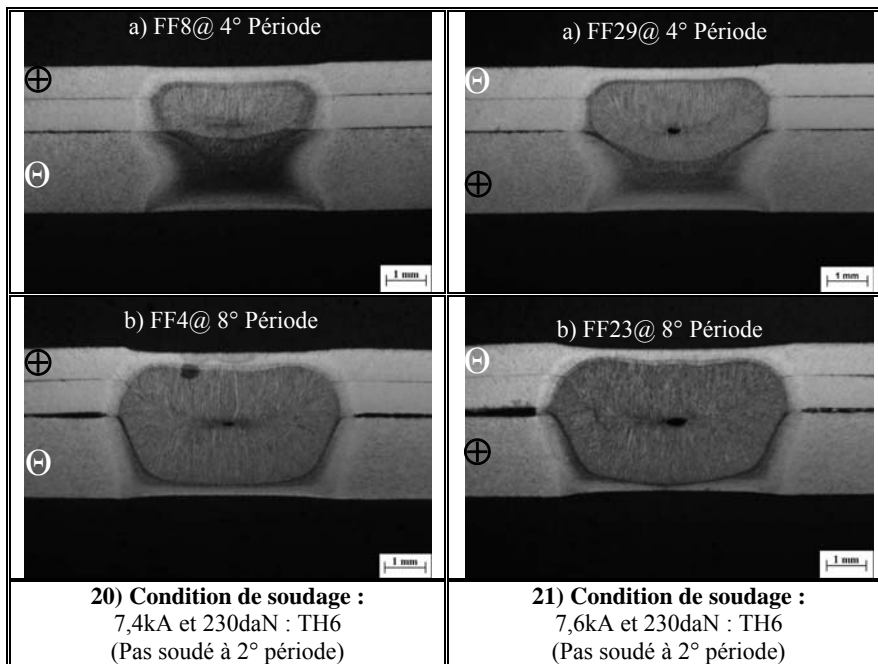 a) FF8@ 4° Période
a) FF29@ 4° Période
⊕
Θ
1 mm
Θ
⊕
1 mm
b) FF4@ 8° Période
b) FF23@ 8° Période
⊕
Θ
1 mm
Θ
⊕
1 mm
20) Condition de soudage :
7,4kA et 230daN : TH6
(Pas soudé à 2° période)
21) Condition de soudage :
7,6kA et 230daN : TH6
(Pas soudé à 2° période)